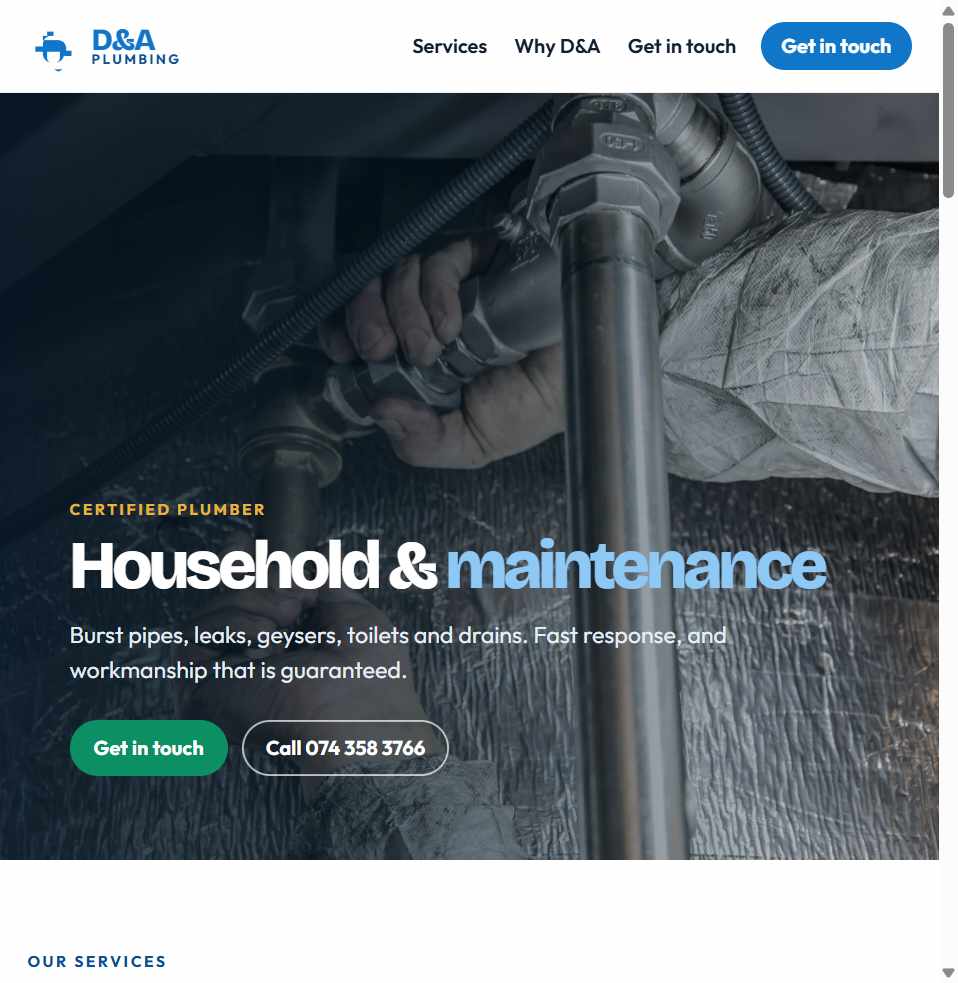 D&A
PLUMBING
Services
Why D&A
Get in touch
Get in touch
CERTIFIED PLUMBER
Household & maintenance
Burst pipes, leaks, geysers, toilets and drains. Fast response, and
workmanship that is guaranteed.
Get in touch
Call 074 358 3766
OUR SERVICES